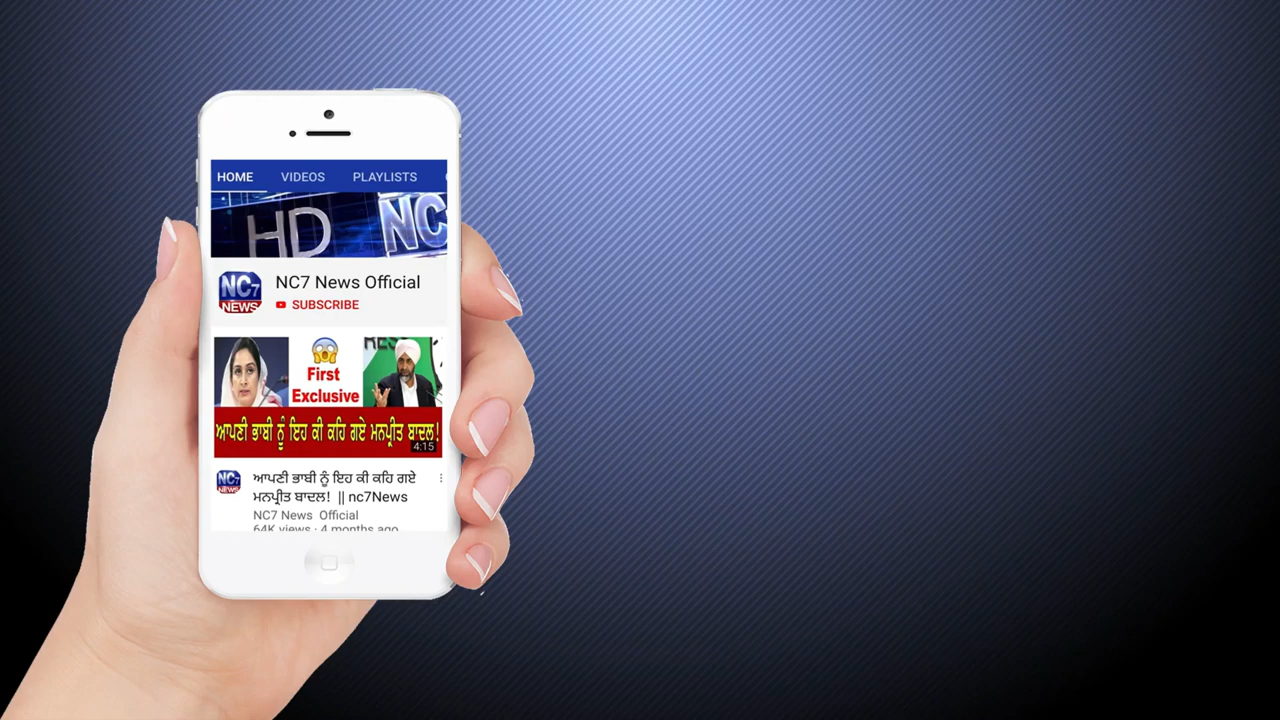 HOME VIDEOS PLAYLISTS
HD NC
NC7 NEWS
NC7 News Official
SUBSCRIBE
First
Exclusive
ਆਪਣੀ ਭਾਬੀ ਨੂੰ ਇਹ ਕੀ ਕਹਿ ਗਏ ਮਨਪ੍ਰੀਤ ਬਾਦਲ!
4:15
NC7 NEWS
ਆਪਣੀ ਭਾਬੀ ਨੂੰ ਇਹ ਕੀ ਕਹਿ ਗਏ
ਮਨਪ੍ਰੀਤ ਬਾਦਲ! || nc7News
NC7 News Official
64K views · 4 months ago